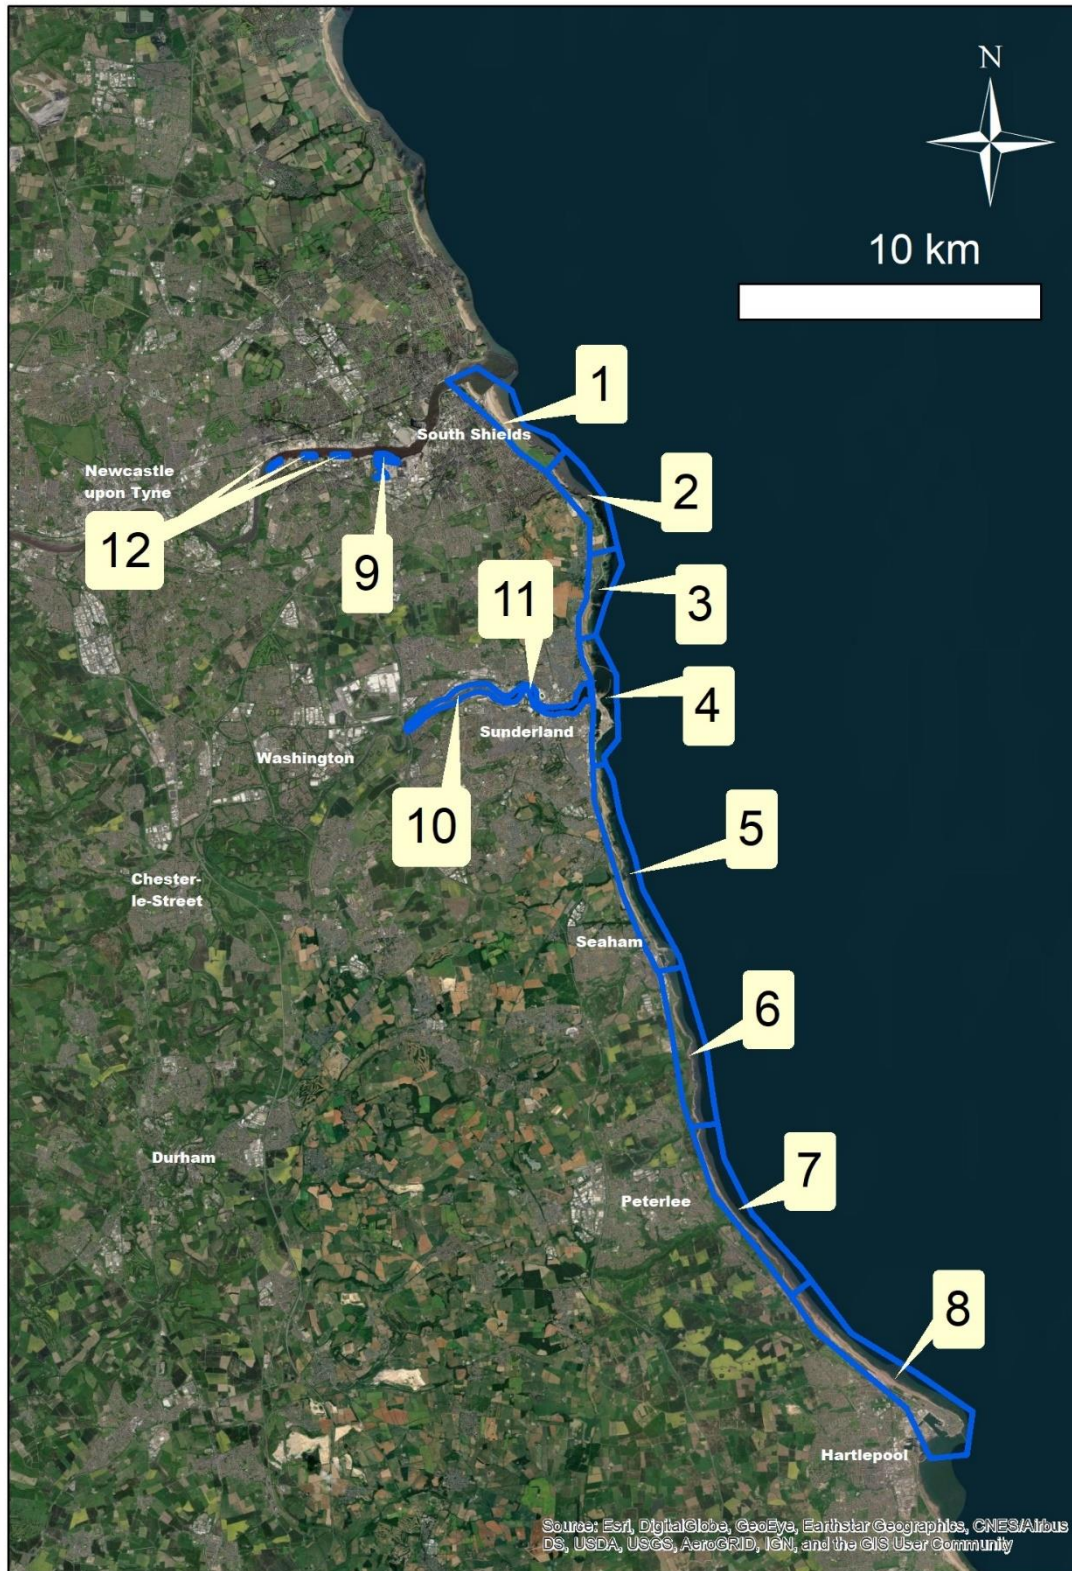 N
10 km
1
South Shields
Newcastle
upon Tyne
2
12
9
11
3
4
Sunderland
Washington
10
5
Chester-
le-Street
Seaham
6
Durham
7
Peterlee
8
Hartlepool
Source: Esri, DigitalGlobe, GeoEye, Earthstar Geographics, CNES/Airbus
DS, USDA, USGS, AeroGRID, IGN, and the GIS User Community